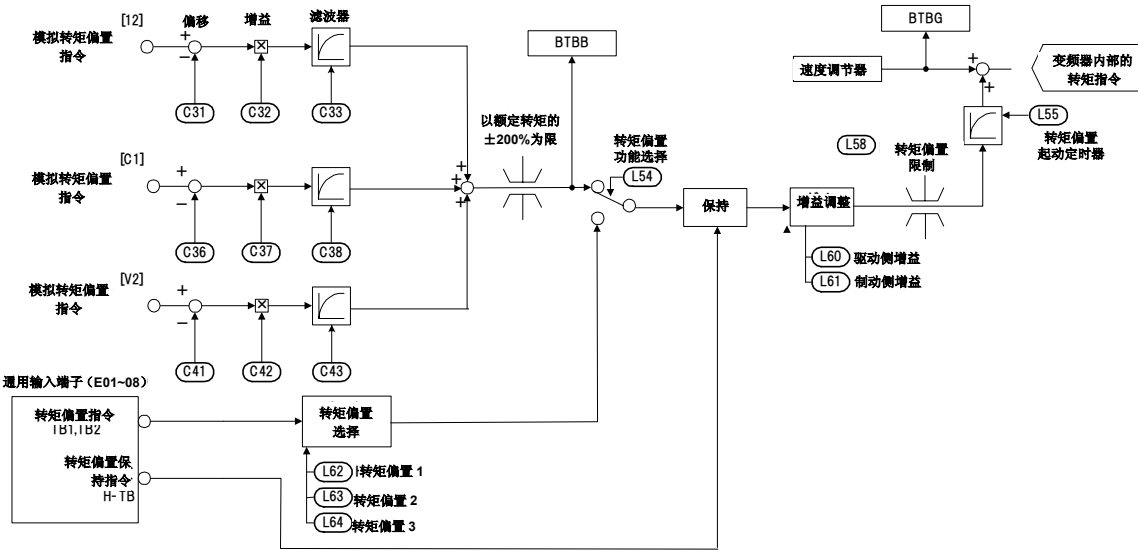 [12]
模拟转矩偏置
指令
偏移
增益
滤波器
+
−
C31
C32
C33
[C1]
模拟转矩偏置
指令
+
−
C36
C37
C38
[V2]
模拟转矩偏置
指令
+
−
C41
C42
C43
+
+
+
以额定转矩的
±200%为限
BTBB
转矩偏置
功能选择
L54
保持
增益调整
L60 驱动侧增益
L61 制动侧增益
L58
转矩偏置
限制
BTBG
速度调节器
+
+
变频器内部的
转矩指令
L55
转矩偏置
起动定时器
通用输入端子（E01~08）
转矩偏置指令
TB1,TB2
转矩偏置保
持指令
H-TB
转矩偏置
选择
L62 转矩偏置 1
L63 转矩偏置 2
L64 转矩偏置 3